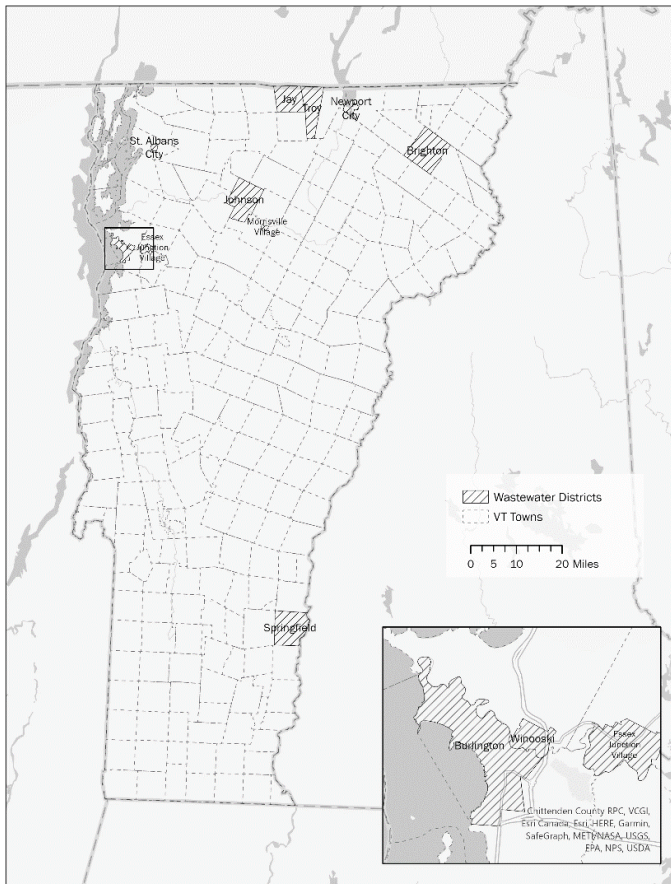 Jay
Troy
Newport
City
St. Albans
City
Brighton
Johnson
Morrisville
Village
Essex
Junction
Village
Wastewater Districts
VT Towns
0 5 10 20 Miles
Springfield
Burlington
Winooski
Essex
Junction
Village
Chittenden County RPC, VCGI,
Esri Canada, Esri, HERE, Garmin,
SafeGraph, METI/NASA, USGS,
EPA, NPS, USDA